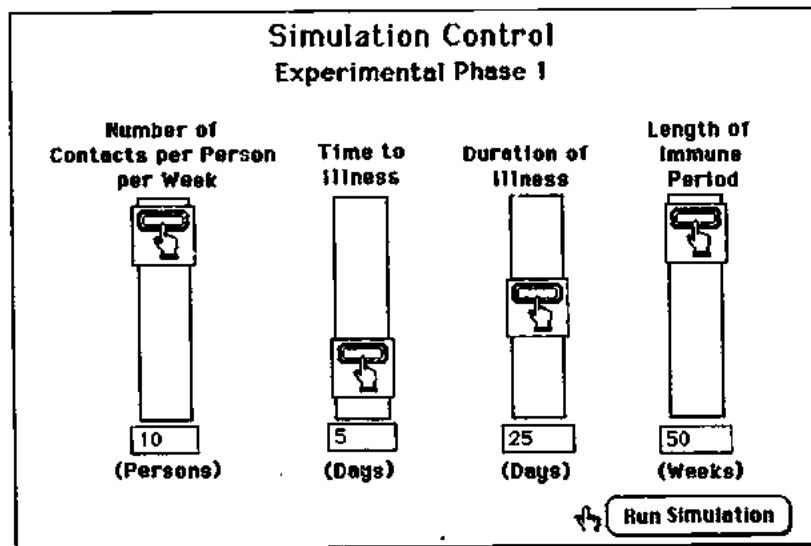 Simulation Control
Experimental Phase 1
Number of
Contacts per Person
per Week
Time to
Illness
Duration of
Illness
Length of
Immune
Period
10
(Persons)
5
(Days)
25
(Days)
50
(Weeks)
Run Simulation